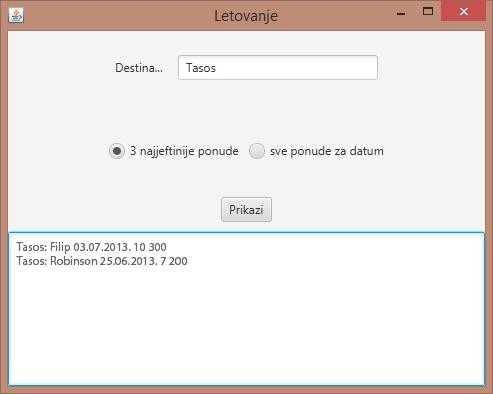 Letovanje
Destina... Tasos
3 najjeftinije ponude sve ponude za datum
Prikazi
Tasos: Filip 03.07.2013. 10 300
Tasos: Robinson 25.06.2013. 7 200